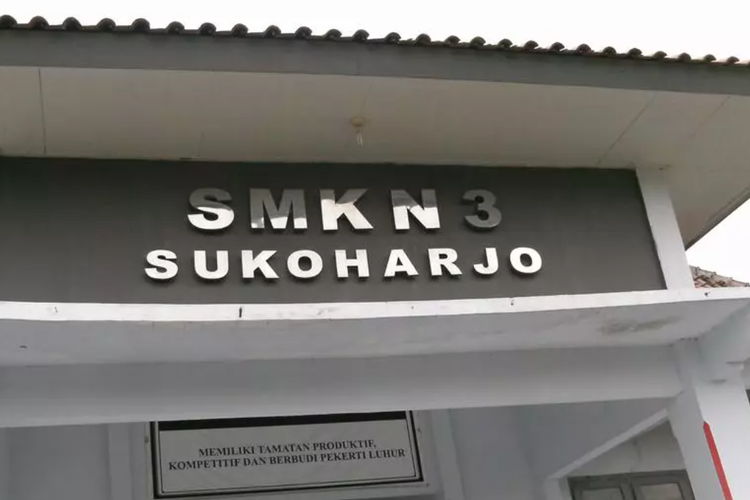 SMKN 3
SUKOHARJO
MEMILIKI TAMATAN PRODUKTIF,
KOMPETITIF DAN BERBUDI PEKERTI LUHUR